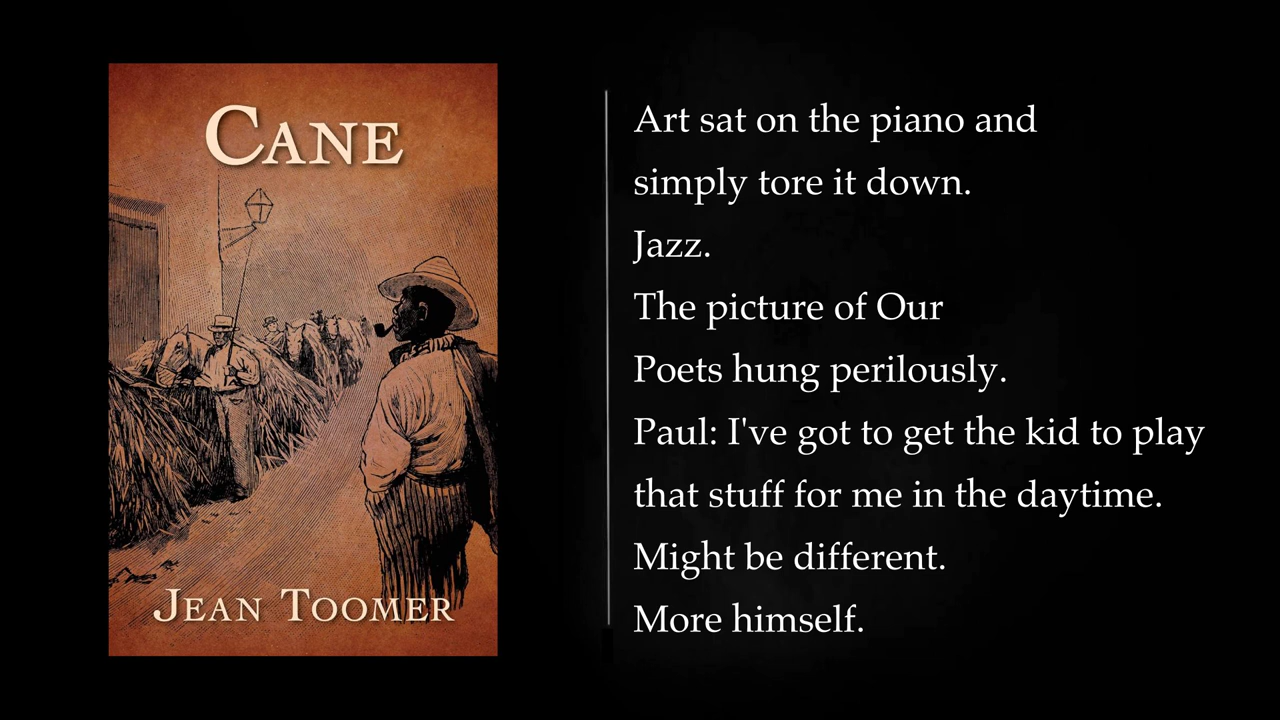 CANE
JEAN TOOMER
Art sat on the piano and
simply tore it down.
Jazz.
The picture of Our
Poets hung perilously.
Paul: I've got to get the kid to play
that stuff for me in the daytime.
Might be different.
More himself.